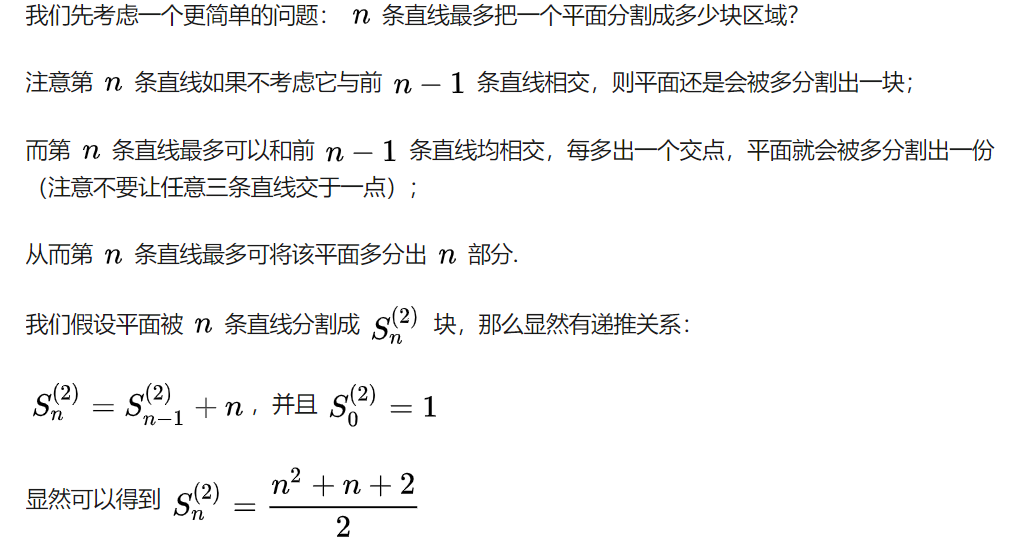 我们先考虑一个更简单的问题： n 条直线最多把一个平面分割成多少块区域？
注意第 n 条直线如果不考虑它与前 n − 1 条直线相交，则平面还是会被多分割出一块；
而第 n 条直线最多可以和前 n − 1 条直线均相交，每多出一个交点，平面就会被多分割出一份
（注意不要让任意三条直线交于一点）；
从而第 n 条直线最多可将该平面多分出 n 部分.
我们假设平面被 n 条直线分割成 S_n^{(2)} 块，那么显然有递推关系：
S_n^{(2)} = S_{n−1}^{(2)} + n ，并且 S_0^{(2)} = 1
显然可以得到 S_n^{(2)} = \frac{n^2 + n + 2}{2}